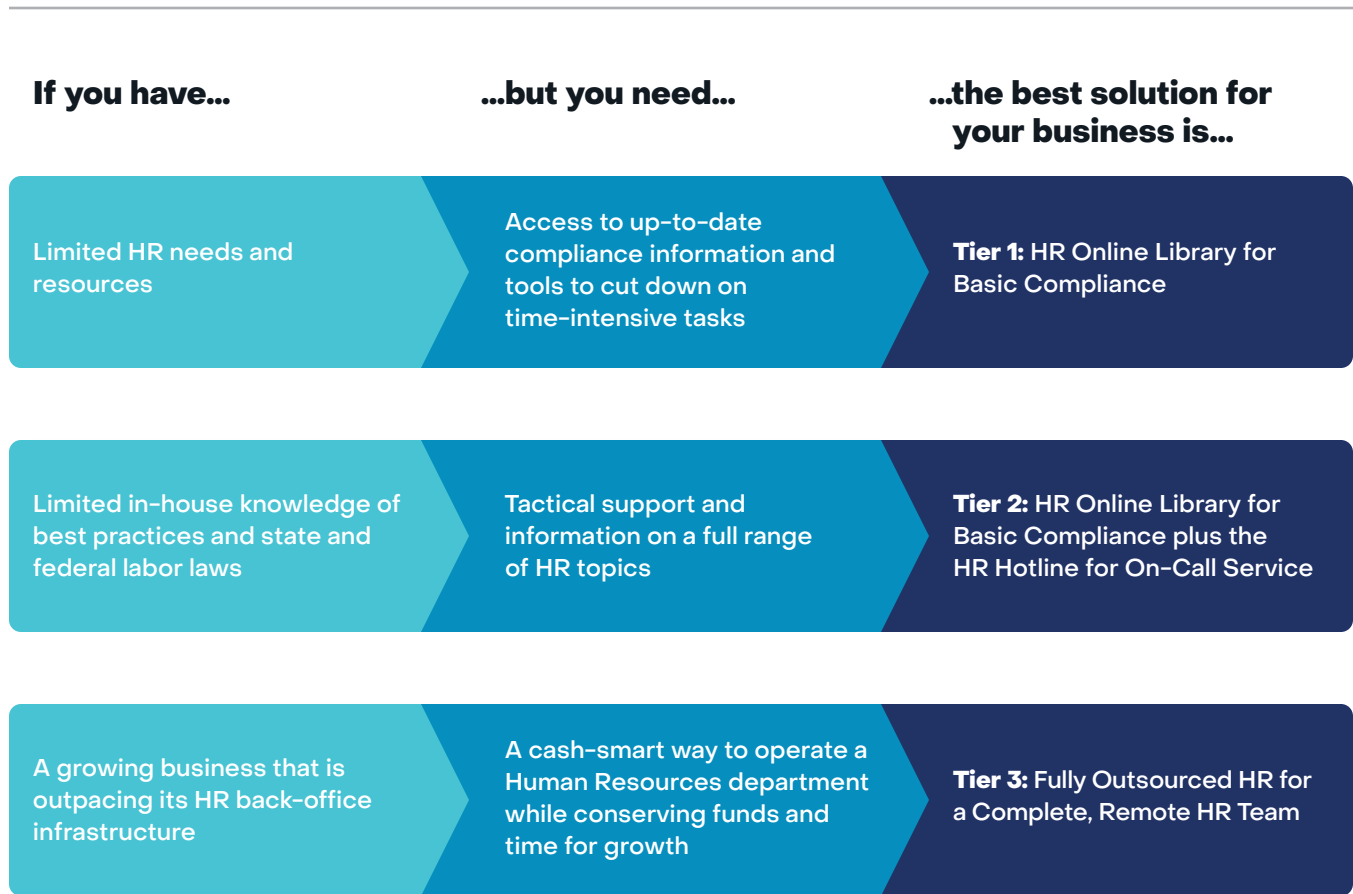 If you have...
...but you need...
...the best solution for
your business is...
Limited HR needs and
resources
Access to up-to-date
compliance information and
tools to cut down on
time-intensive tasks
Tier 1: HR Online Library for
Basic Compliance
Limited in-house knowledge of
best practices and state and
federal labor laws
Tactical support and
information on a full range
of HR topics
Tier 2: HR Online Library for
Basic Compliance plus the
HR Hotline for On-Call Service
A growing business that is
outpacing its HR back-office
infrastructure
A cash-smart way to operate a
Human Resources department
while conserving funds and
time for growth
Tier 3: Fully Outsourced HR for
a Complete, Remote HR Team